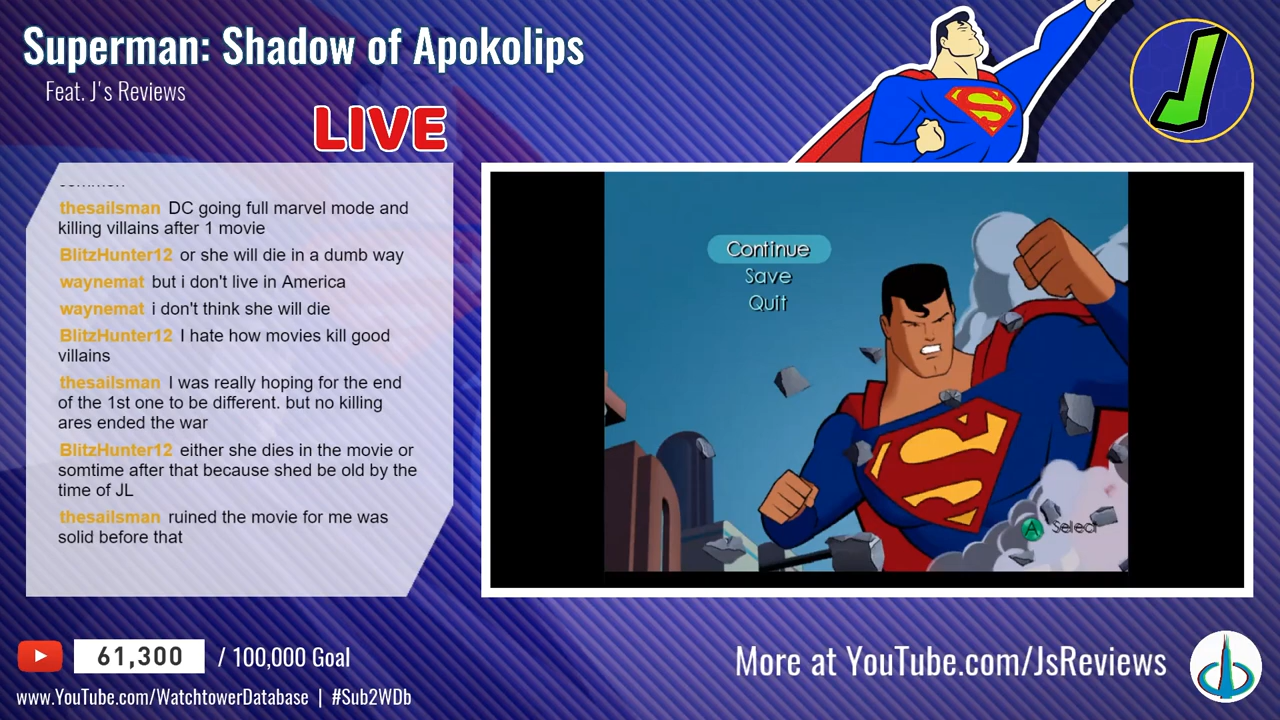 Superman: Shadow of Apokolips
Feat. J's Reviews
LIVE
thesailsman DC going full marvel mode and
killing villains after 1 movie
BlitzHunter12 or she will die in a dumb way
waynemat but i don't live in America
waynemat i don't think she will die
BlitzHunter12 I hate how movies kill good
villains
thesailsman I was really hoping for the end
of the 1st one to be different. but no killing
ares ended the war
BlitzHunter12 either she dies in the movie or
somtime after that because shed be old by the
time of JL
thesailsman ruined the movie for me was
solid before that
Continue
Save
Quit
A Select
61,300 / 100,000 Goal
www.YouTube.com/WatchtowerDatabase | #Sub2WDb
More at YouTube.com/JsReviews